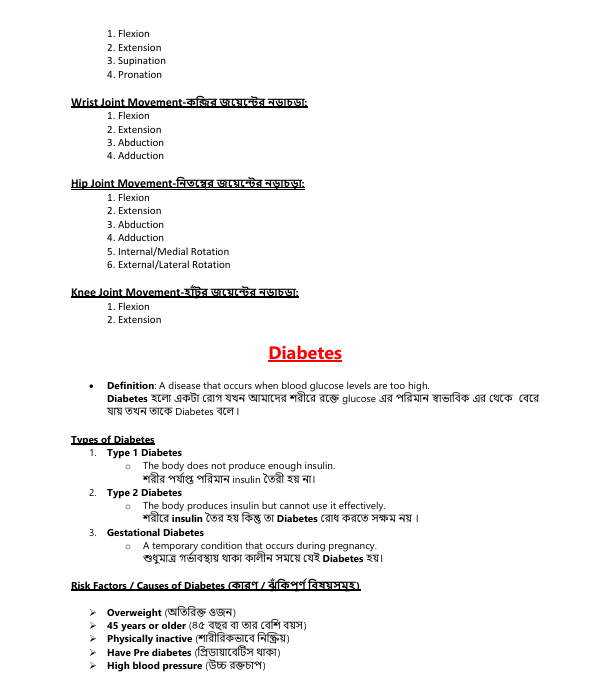 1. Flexion
2. Extension
3. Supination
4. Pronation
Wrist Joint Movement-কব্জির জয়েন্টের নড়াচড়া:
1. Flexion
2. Extension
3. Abduction
4. Adduction
Hip Joint Movement-নিতম্বের জয়েন্টের নড়াচড়া:
1. Flexion
2. Extension
3. Abduction
4. Adduction
5. Internal/Medial Rotation
6. External/Lateral Rotation
Knee Joint Movement-হাঁটুর জয়েন্টের নড়াচড়া:
1. Flexion
2. Extension
Diabetes
• Definition: A disease that occurs when blood glucose levels are too high.
Diabetes হলো একটা রোগ যখন আমাদের শরীরে রক্তে glucose এর পরিমান স্বাভাবিক এর থেকে বেরে
যায় তখন তাকে Diabetes বলে।
Types of Diabetes
1. Type 1 Diabetes
○ The body does not produce enough insulin.
শরীর পর্যাপ্ত পরিমান insulin তৈরী হয় না।
2. Type 2 Diabetes
○ The body produces insulin but cannot use it effectively.
শরীরে insulin তৈর হয় কিন্তু তা Diabetes রোধ করতে সক্ষম নয় ।
3. Gestational Diabetes
○ A temporary condition that occurs during pregnancy.
শুধুমাত্র গর্ভাবস্থায় থাকা কালীন সময়ে যেই Diabetes হয়।
Risk Factors / Causes of Diabetes (কারণ / ঝুঁকিপূর্ণ বিষয়সমূহ)
➢ Overweight (অতিরিক্ত ওজন)
➢ 45 years or older (৪৫ বছর বা তার বেশি বয়স)
➢ Physically inactive (শারীরিকভাবে নিষ্ক্রিয়)
➢ Have Pre diabetes (প্রিডায়াবেটিস থাকা)
➢ High blood pressure (উচ্চ রক্তচাপ)